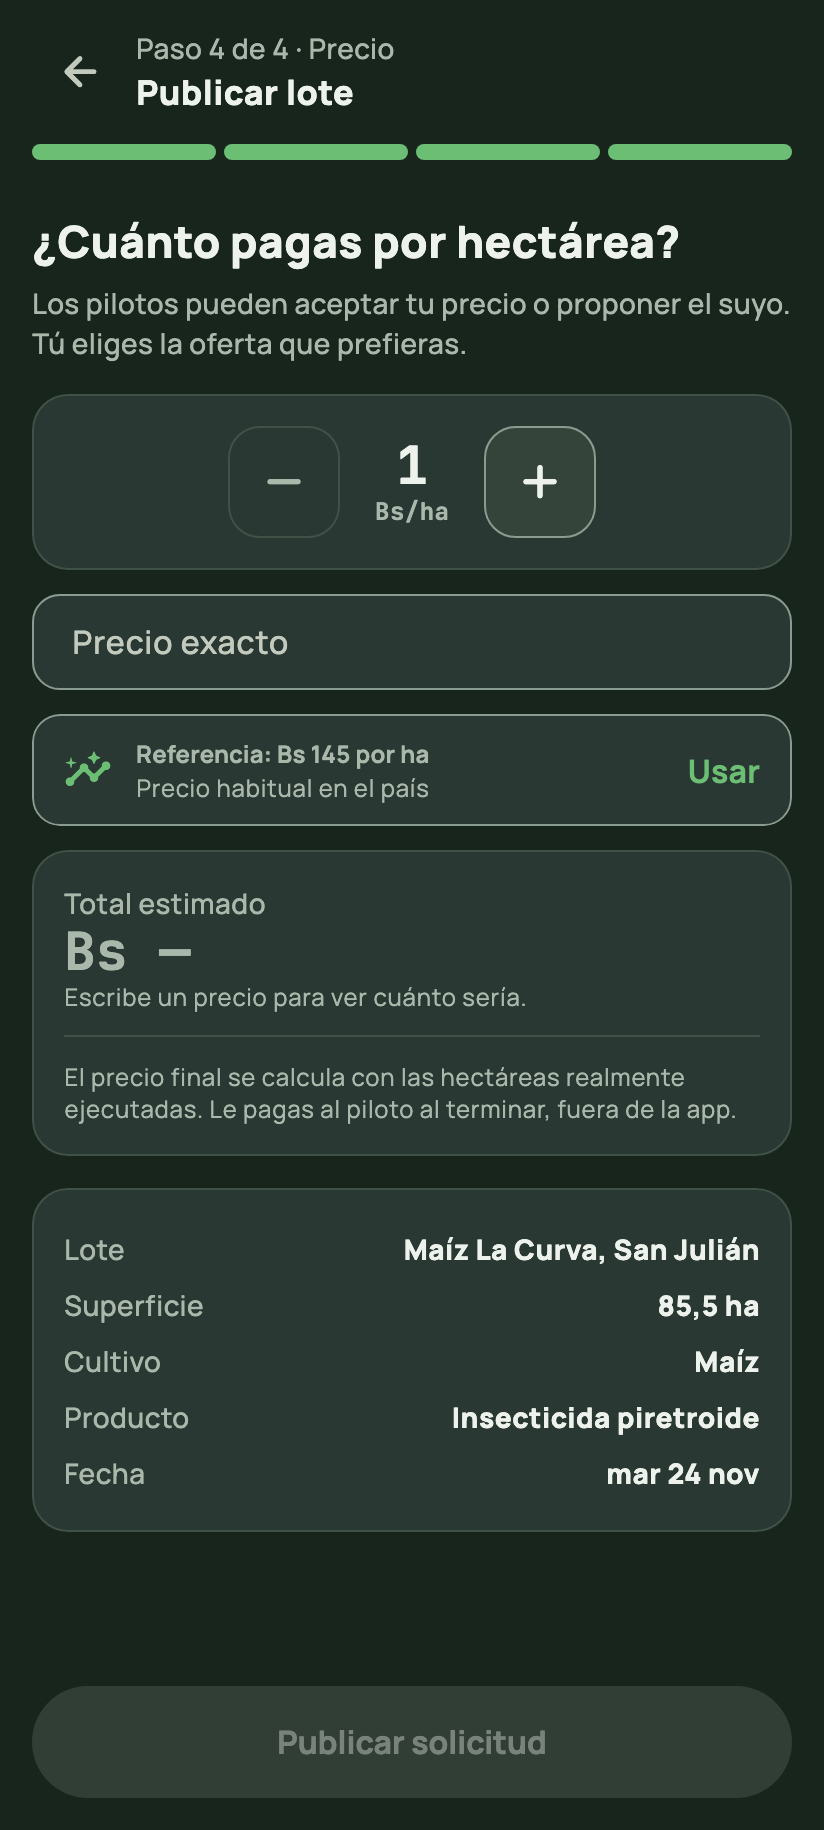 Paso 4 de 4 · Precio
Publicar lote
¿Cuánto pagas por hectárea?
Los pilotos pueden aceptar tu precio o proponer el suyo.
Tú eliges la oferta que prefieras.
1
Bs/ha
Precio exacto
Referencia: Bs 145 por ha
Precio habitual en el país
Usar
Total estimado
Bs –
Escribe un precio para ver cuánto sería.
El precio final se calcula con las hectáreas realmente
ejecutadas. Le pagas al piloto al terminar, fuera de la app.
Lote Maíz La Curva, San Julián
Superficie 85,5 ha
Cultivo Maíz
Producto Insecticida piretroide
Fecha mar 24 nov
Publicar solicitud